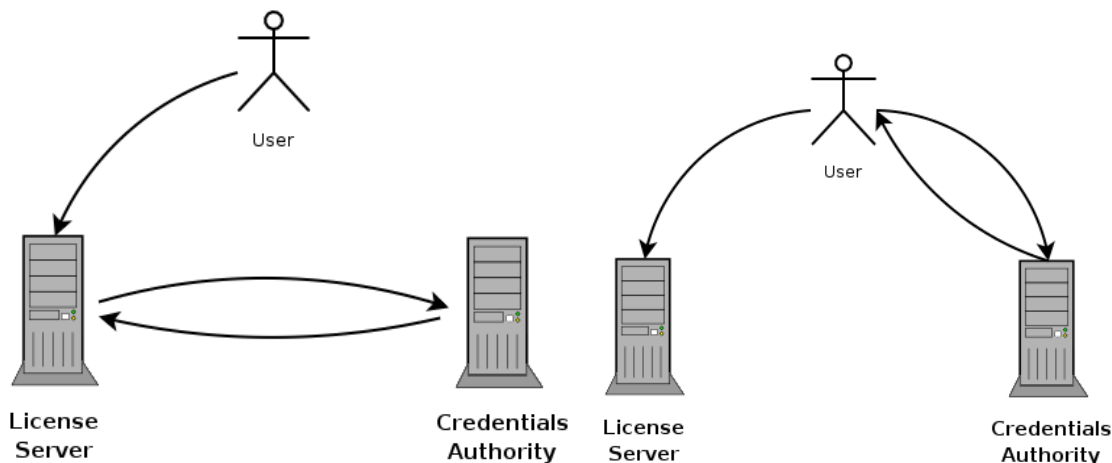 User
License
Server
Credentials
Authority
User
License
Server
Credentials
Authority